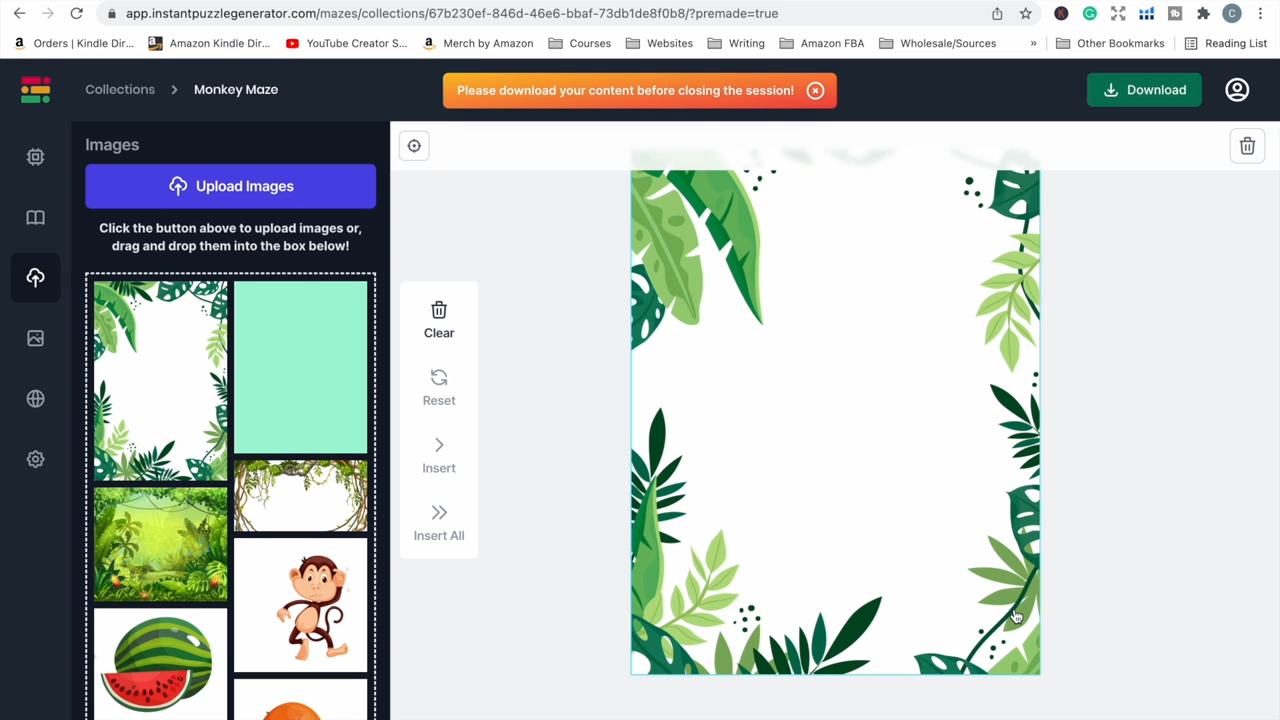 app.instantpuzzlegenerator.com/mazes/collections/67b230ef-846d-46e6-bbaf-73db1de8f0b8/?premade=true
K
C
Orders | Kindle Dir...
Amazon Kindle Dir...
YouTube Creator S...
Merch by Amazon
Courses
Websites
Writing
Amazon FBA
Wholesale/Sources
»
Other Bookmarks
Reading List
Collections
Monkey Maze
Please download your content before closing the session!
Download
Images
Upload Images
Click the button above to upload images or,
drag and drop them into the box below!
Clear
Reset
Insert
Insert All